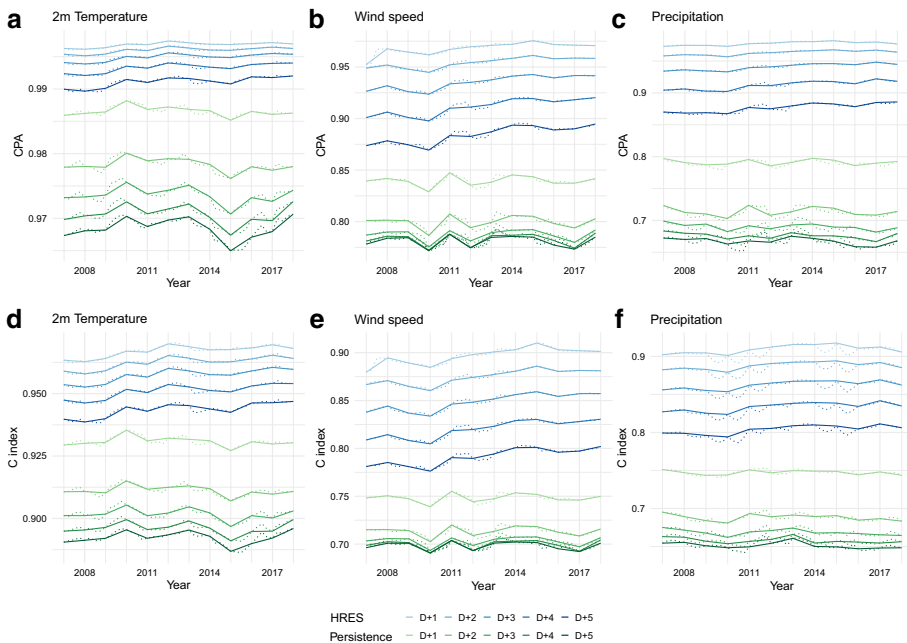 a 2m Temperature
CPA
0.99
0.98
0.97
2008 2011 2014 2017
Year
b Wind speed
CPA
0.95
0.90
0.85
0.80
2008 2011 2014 2017
Year
c Precipitation
CPA
0.9
0.8
0.7
2008 2011 2014 2017
Year
d 2m Temperature
C index
0.950
0.925
0.900
2008 2011 2014 2017
Year
e Wind speed
C index
0.90
0.85
0.80
0.75
0.70
2008 2011 2014 2017
Year
f Precipitation
C index
0.9
0.8
0.7
2008 2011 2014 2017
Year
HRES D+1 D+2 D+3 D+4 D+5
Persistence D+1 D+2 D+3 D+4 D+5